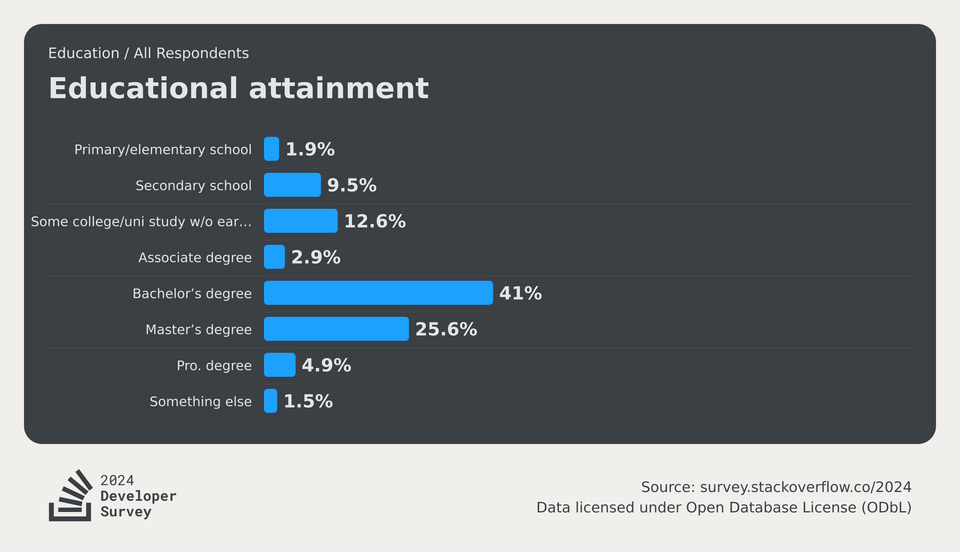 Education / All Respondents
Educational attainment
Primary/elementary school 1.9%
Secondary school 9.5%
Some college/uni study w/o ear… 12.6%
Associate degree 2.9%
Bachelor’s degree 41%
Master’s degree 25.6%
Pro. degree 4.9%
Something else 1.5%
2024
Developer
Survey
Source: survey.stackoverflow.co/2024
Data licensed under Open Database License (ODbL)